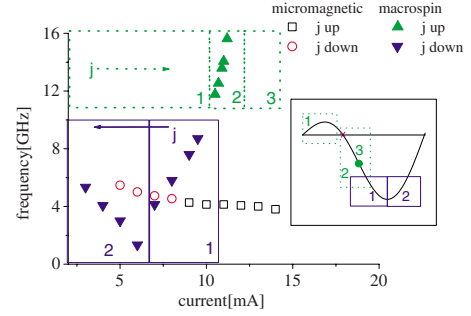 micromagnetic macrospin
j up j up
j down j down
16
12
8
4
0
frequency[GHz]
j
1 2 3
j
2 1
1
3
2
1 2
5 10 15 20
current[mA]